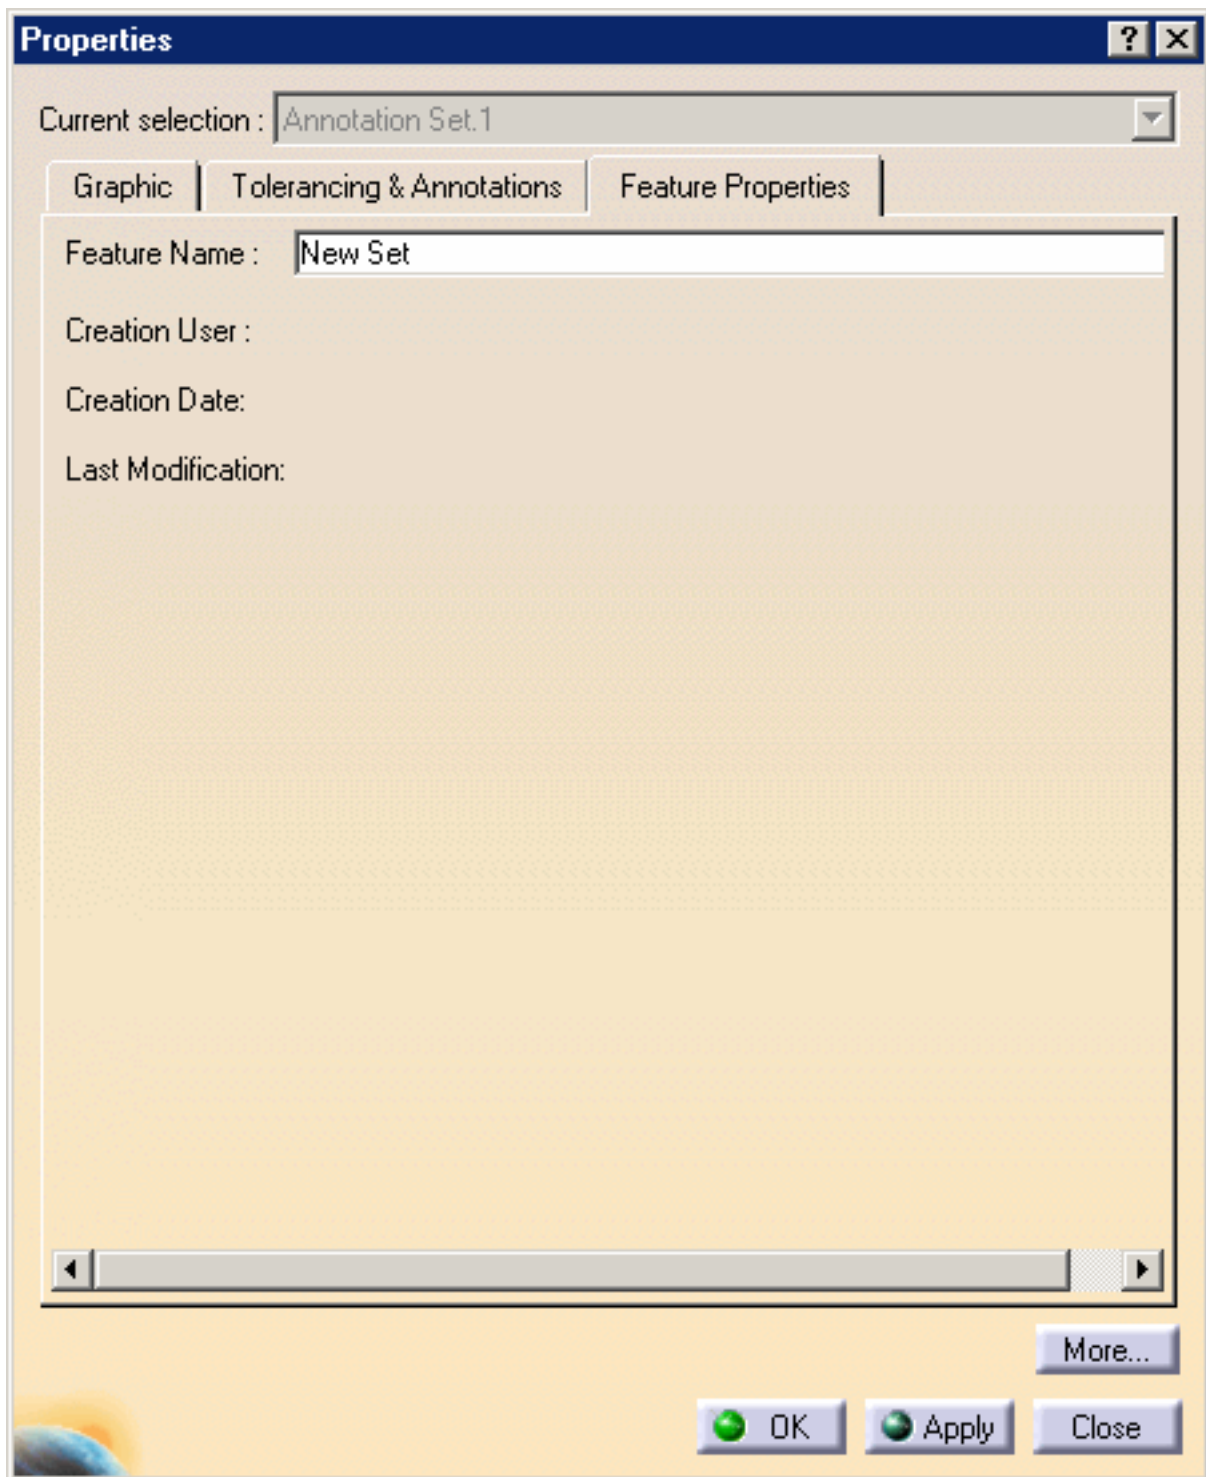 Properties
Current selection : Annotation Set.1
Graphic Tolerancing & Annotations Feature Properties
Feature Name : New Set
Creation User :
Creation Date:
Last Modification:
More...
OK Apply Close